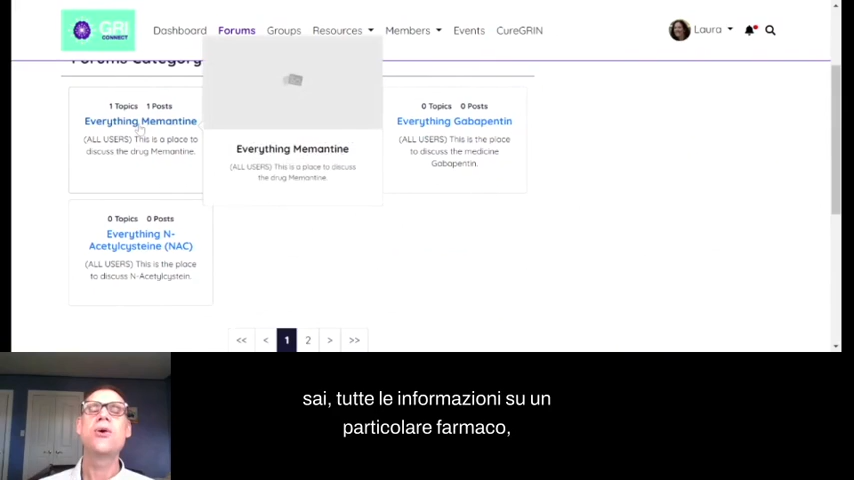 GRI
CONNECT
Dashboard Forums Groups Resources Members Events CureGRIN Laura
Forums Category
1 Topics 1 Posts
Everything Memantine
(ALL USERS) This is a place to
discuss the drug Memantine.
Everything Memantine
(ALL USERS) This is a place to discuss
the drug Memantine.
0 Topics 0 Posts
Everything Gabapentin
(ALL USERS) This is the place
to discuss the medicine
Gabapentin.
0 Topics 0 Posts
Everything N-
Acetylcysteine (NAC)
(ALL USERS) This is the place
to discuss N-Acetylcystein.
<< < 1 2 > >>
sai, tutte le informazioni su un
particolare farmaco,